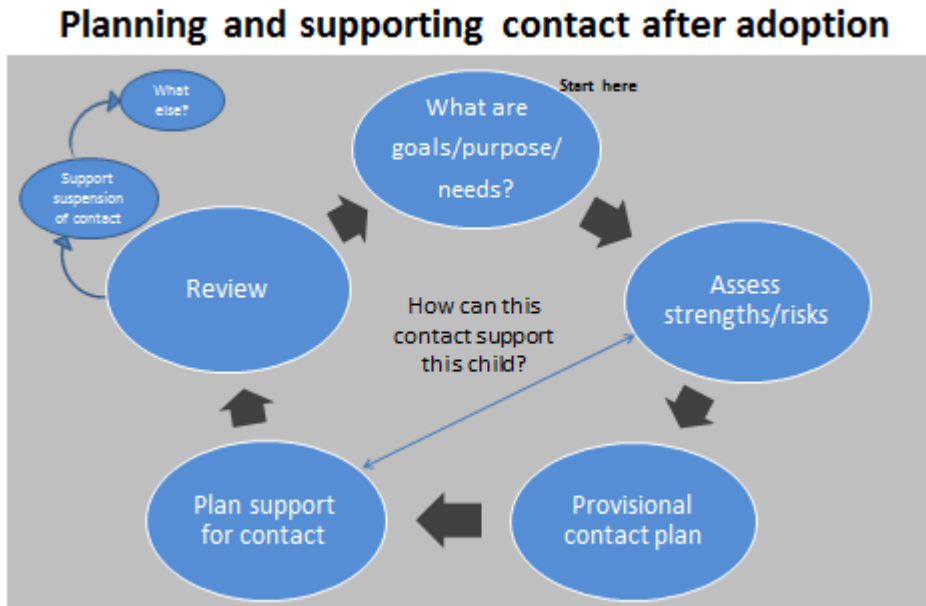 Planning and supporting contact after adoption
Start here
What are
goals/purpose/
needs?
Assess
strengths/risks
Provisional
contact plan
Plan support
for contact
Review
Support
suspension
of contact
What
else?
How can this
contact support
this child?